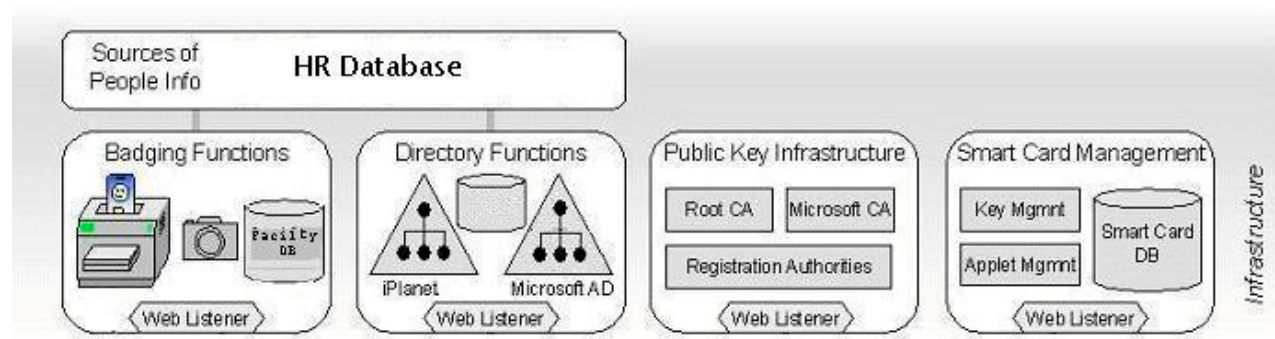 Sources of
People Info
HR Database
Badging Functions
Paciity
DB
Web Listener
Directory Functions
iPlanet
Microsoft AD
Web Listener
Public Key Infrastructure
Root CA
Microsoft CA
Registration Authorities
Web Listener
Smart Card Management
Key Mgmnt
Applet Mgmnt
Smart Card
DB
Web Listener
Infrastructure